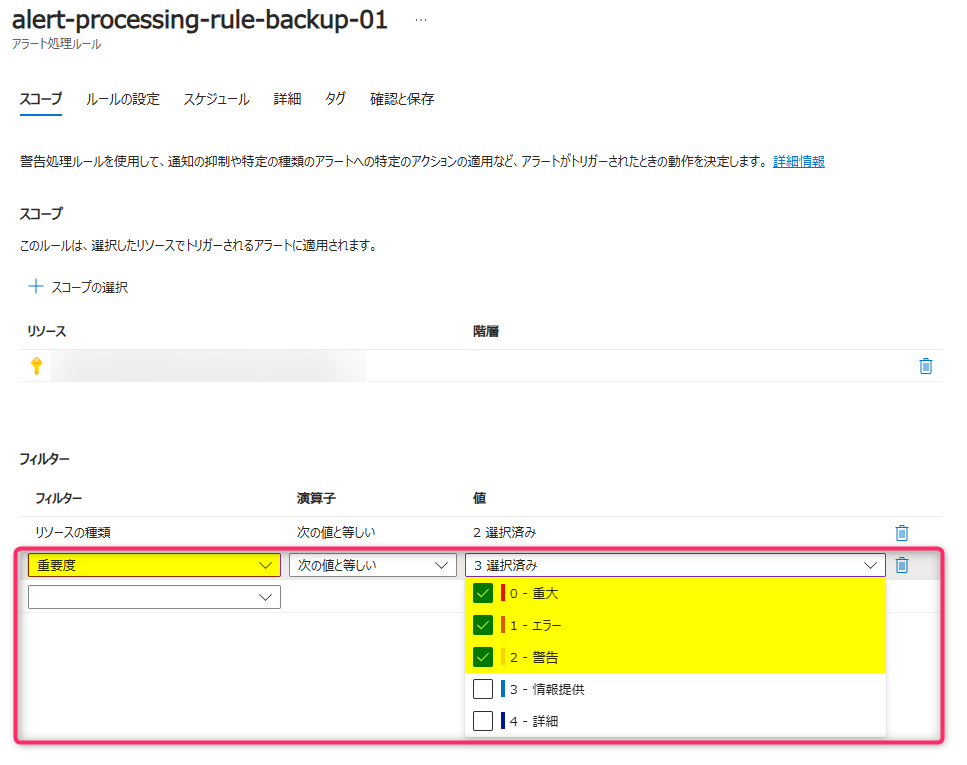 alert-processing-rule-backup-01 ...
アラート処理ルール
スコープ ルールの設定 スケジュール 詳細 タグ 確認と保存
警告処理ルールを使用して、通知の抑制や特定の種類のアラートへの特定のアクションの適用など、アラートがトリガーされたときの動作を決定します。 詳細情報
スコープ
このルールは、選択したリソースでトリガーされるアラートに適用されます。
スコープの選択
リソース 階層
フィルター
フィルター 演算子 値
リソースの種類 次の値と等しい 2 選択済み
重要度 次の値と等しい 3 選択済み
0 - 重大
1 - エラー
2 - 警告
3 - 情報提供
4 - 詳細